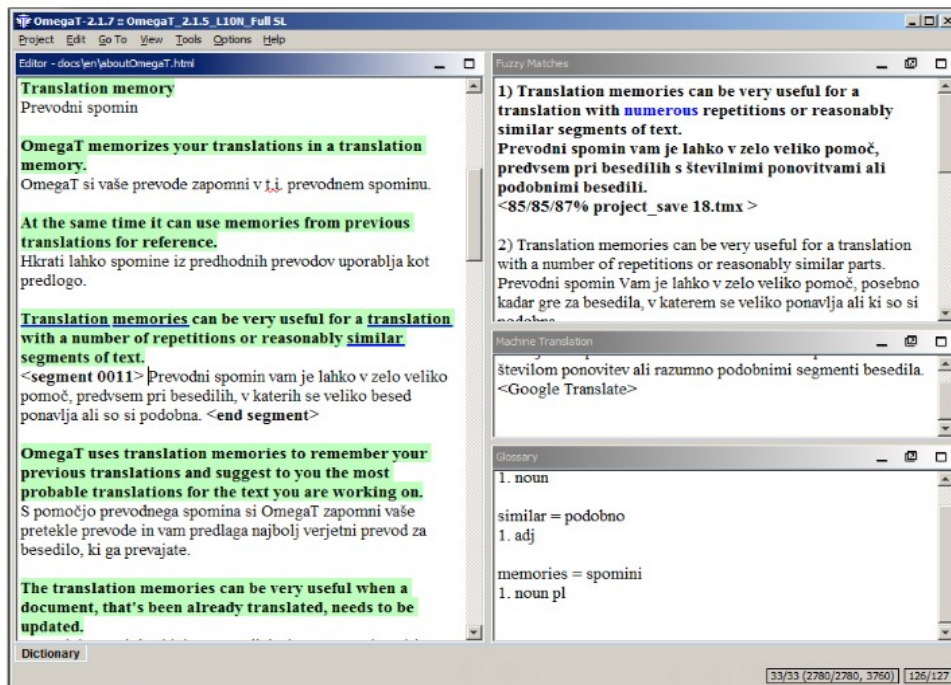 OmegaT-2.1.7 :: OmegaT_2.1.5_L10N_Full SL
Project Edit Go To View Tools Options Help
Editor - docs\en\aboutOmegaT.html
Translation memory
Prevodni spomin
OmegaT memorizes your translations in a translation
memory.
OmegaT si vaše prevode zapomni v t.i. prevodnem spominu.
At the same time it can use memories from previous
translations for reference.
Hkrati lahko spomine iz predhodnih prevodov uporablja kot
predlogo.
Translation memories can be very useful for a translation
with a number of repetitions or reasonably similar
segments of text.
<segment 0011> Prevodni spomin vam je lahko v zelo veliko
pomoč, predvsem pri besedilih, v katerih se veliko besed
ponavlja ali so si podobna. <end segment>
OmegaT uses translation memories to remember your
previous translations and suggest to you the most
probable translations for the text you are working on.
S pomočjo prevodnega spomina si OmegaT zapomni vaše
pretekle prevode in vam predlaga najbolj verjetni prevod za
besedilo, ki ga prevajate.
The translation memories can be very useful when a
document, that's been already translated, needs to be
updated.
Fuzzy Matches
1) Translation memories can be very useful for a
translation with numerous repetitions or reasonably
similar segments of text.
Prevodni spomin vam je lahko v zelo veliko pomoč,
predvsem pri besedilih s številnimi ponovitvami ali
podobnimi besedili.
<85/85/87% project_save 18.tmx >
2) Translation memories can be very useful for a translation
with a number of repetitions or reasonably similar parts.
Prevodni spomin Vam je lahko v zelo veliko pomoč, posebno
kadar gre za besedila, v katerem se veliko ponavlja ali ki so si
podobna
Machine Translation
številom ponovitev ali razumno podobnimi segmenti besedila.
<Google Translate>
Glossary
1. noun
similar = podobno
1. adj
memories = spomini
1. noun pl
Dictionary
33/33 (2780/2780, 3760) 126/127